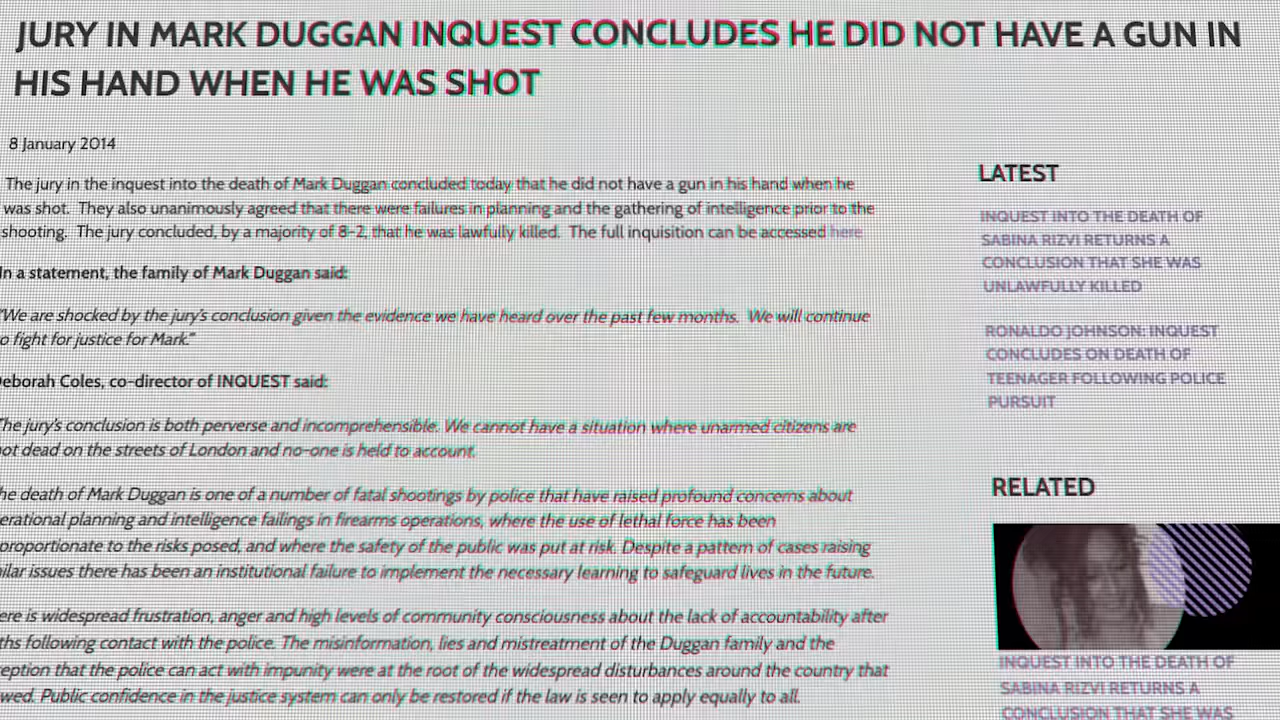 JURY IN MARK DUGGAN INQUEST CONCLUDES HE DID NOT HAVE A GUN IN
HIS HAND WHEN HE WAS SHOT
8 January 2014
The jury in the inquest into the death of Mark Duggan concluded today that he did not have a gun in his hand when he
was shot. They also unanimously agreed that there were failures in planning and the gathering of intelligence prior to the
shooting. The jury concluded, by a majority of 8-2, that he was lawfully killed. The full inquisition can be accessed here
In a statement, the family of Mark Duggan said:
"We are shocked by the jury's conclusion given the evidence we have heard over the past few months. We will continue
o fight for justice for Mark."
eborah Coles, co-director of INQUEST said:
The jury's conclusion is both perverse and incomprehensible. We cannot have a situation where unarmed citizens are
ot dead on the streets of London and no-one is held to account.
he death of Mark Duggan is one of a number of fatal shootings by police that have raised profound concerns about
erational planning and intelligence failings in firearms operations, where the use of lethal force has been
proportionate to the risks posed, and where the safety of the public was put at risk. Despite a pattern of cases raising
ilar issues there has been an institutional failure to implement the necessary learning to safeguard lives in the future.
ere is widespread frustration, anger and high levels of community consciousness about the lack of accountability after
ths following contact with the police. The misinformation, lies and mistreatment of the Duggan family and the
eption that the police can act with impunity were at the root of the widespread disturbances around the country that
wed. Public confidence in the justice system can only be restored if the law is seen to apply equally to all.
LATEST
INQUEST INTO THE DEATH OF
SABINA RIZVI RETURNS A
CONCLUSION THAT SHE WAS
UNLAWFULLY KILLED
RONALDO JOHNSON: INQUEST
CONCLUDES ON DEATH OF
TEENAGER FOLLOWING POLICE
PURSUIT
RELATED
INQUEST INTO THE DEATH OF
SABINA RIZVI RETURNS A
CONCLUSION THAT SHE WAS